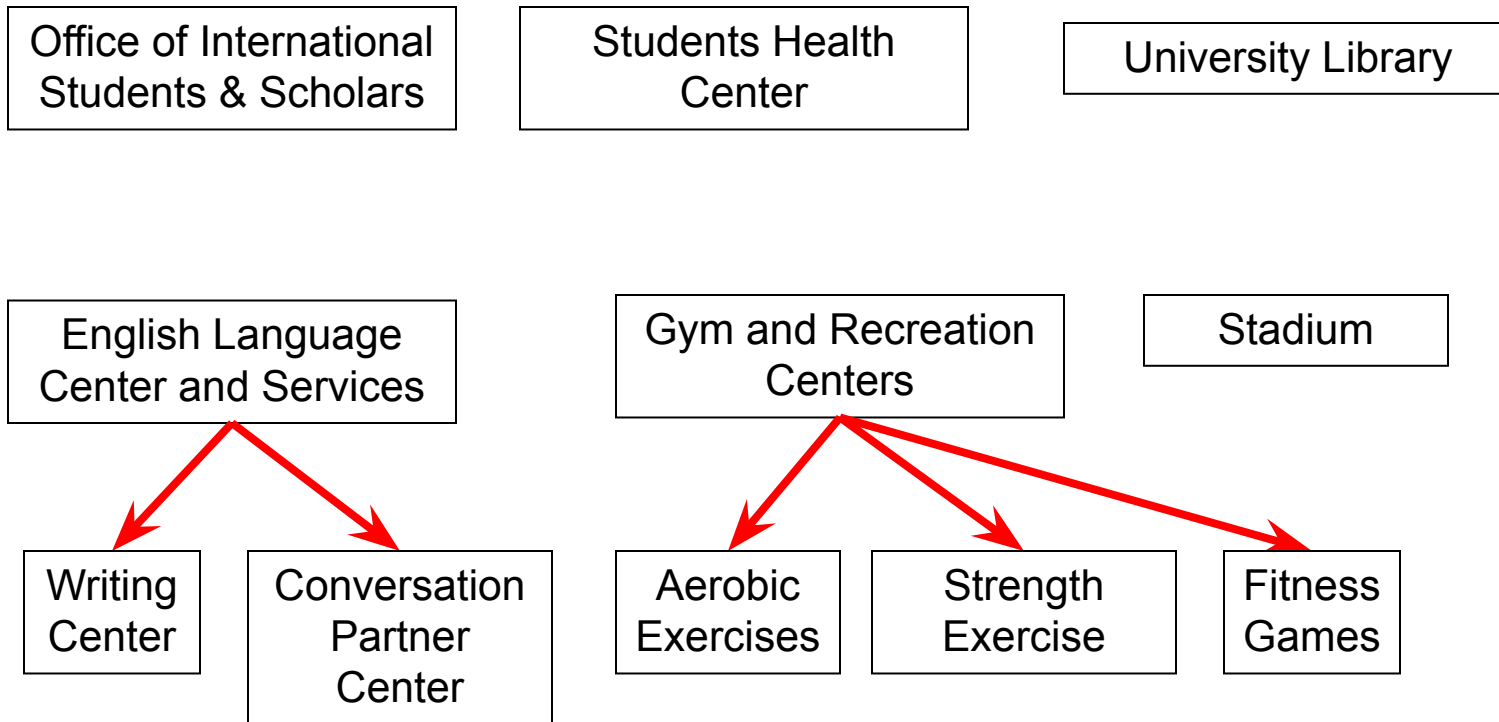 Office of International
Students & Scholars
Students Health
Center
University Library
English Language
Center and Services
Gym and Recreation
Centers
Stadium
Writing
Center
Conversation
Partner
Center
Aerobic
Exercises
Strength
Exercise
Fitness
Games